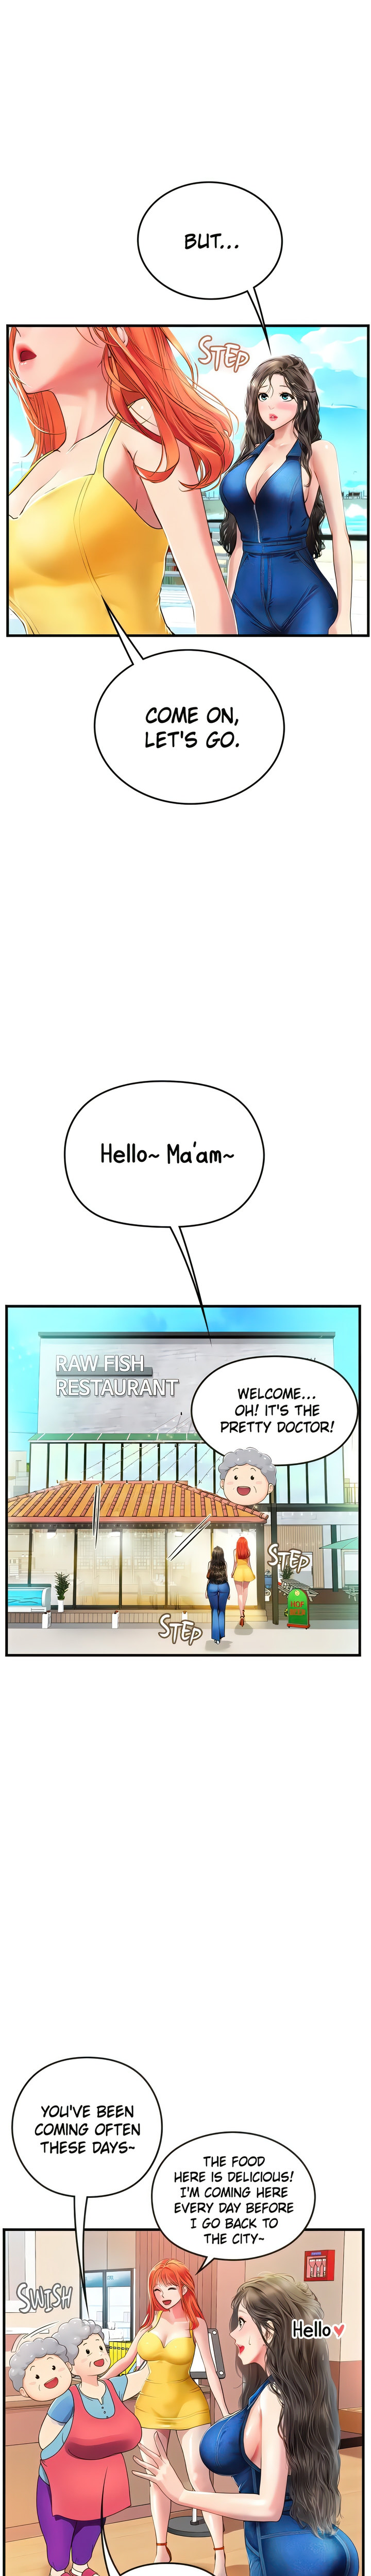 BUT...
STEP
COME ON,
LET'S GO.
Hello~ Ma'am~
RAW FISH
RESTAURANT
WELCOME...
OH! IT'S THE
PRETTY DOCTOR!
STEP
STEP
YOU'VE BEEN
COMING OFTEN
THESE DAYS~
THE FOOD
HERE IS DELICIOUS!
I'M COMING HERE
EVERY DAY BEFORE
I GO BACK TO
THE CITY~
SWISH
Hello♥